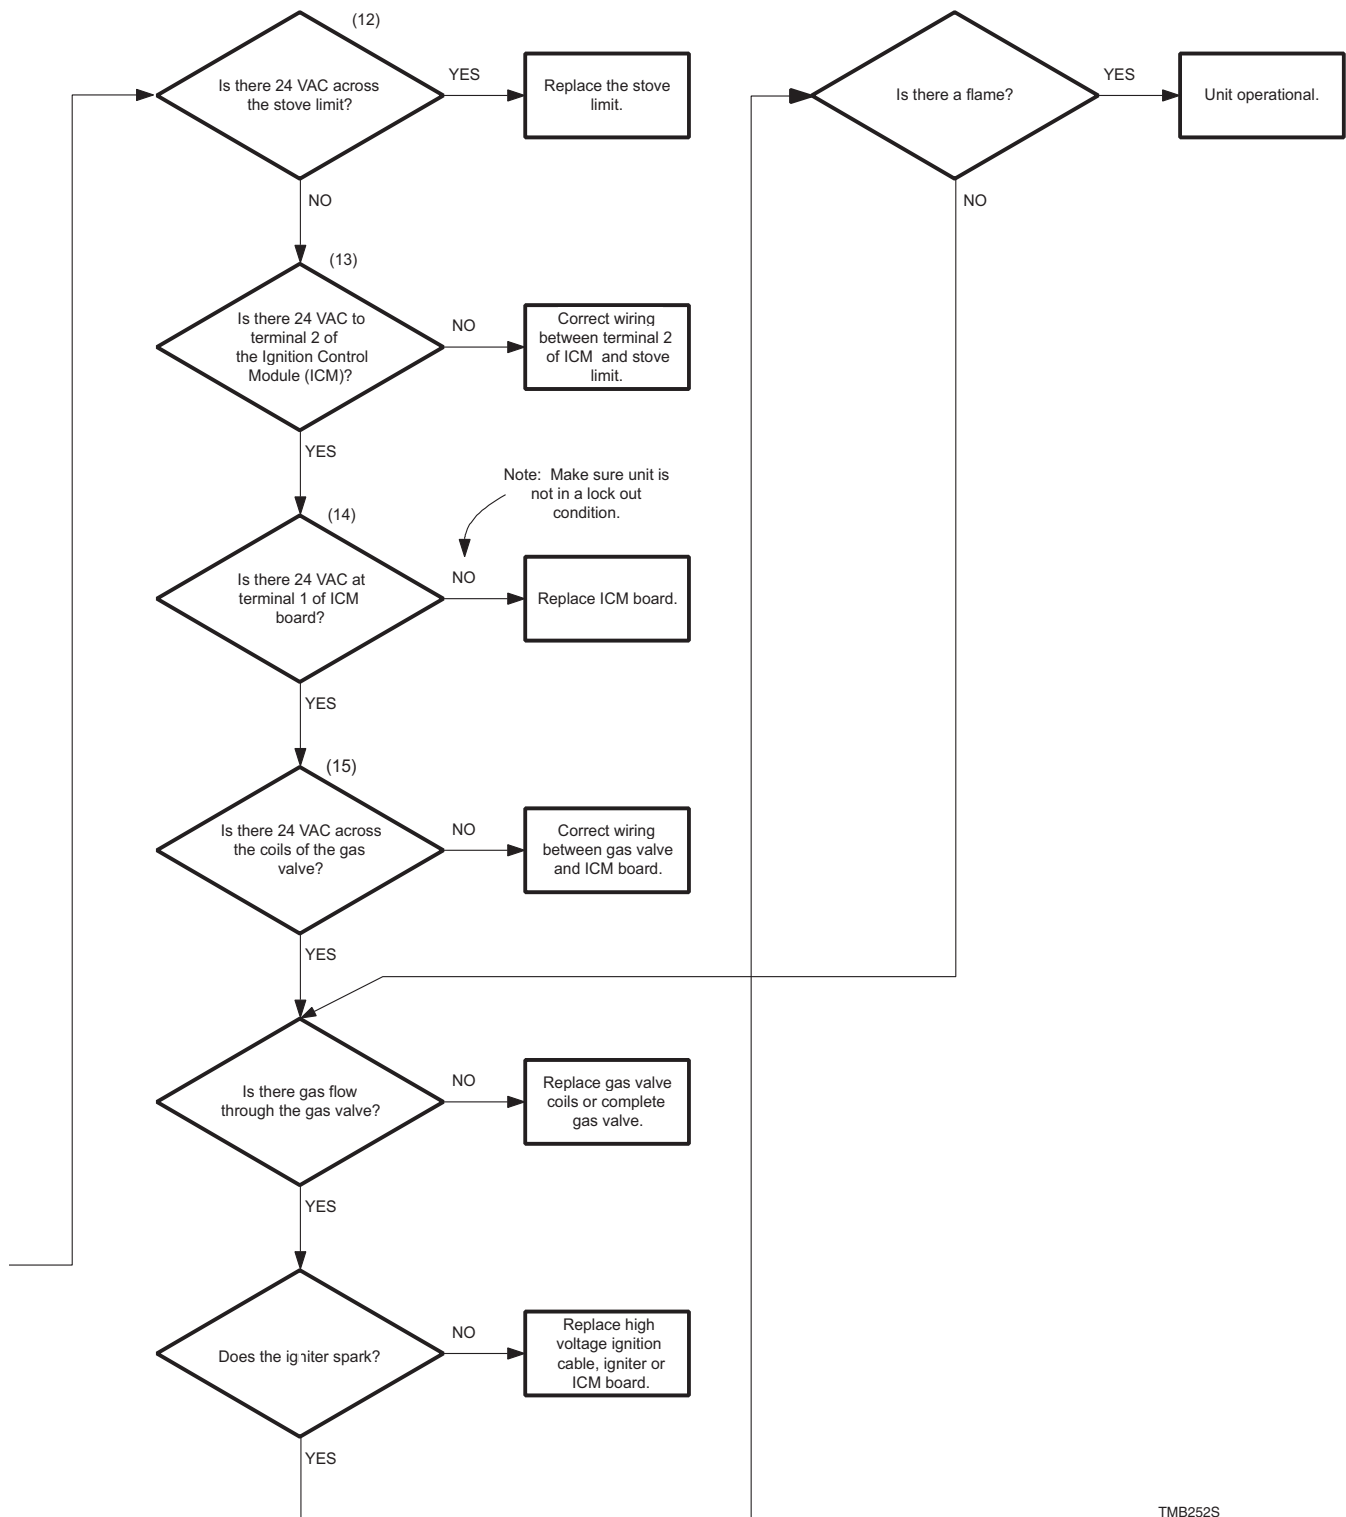 (12)
Is there 24 VAC across
the stove limit?
YES
Replace the stove
limit.
NO
(13)
Is there 24 VAC to
terminal 2 of
the Ignition Control
Module (ICM)?
NO
Correct wiring
between terminal 2
of ICM and stove
limit.
YES
Note: Make sure unit is
not in a lock out
condition.
(14)
Is there 24 VAC at
terminal 1 of ICM
board?
NO
Replace ICM board.
YES
(15)
Is there 24 VAC across
the coils of the gas
valve?
NO
Correct wiring
between gas valve
and ICM board.
YES
Is there gas flow
through the gas valve?
NO
Replace gas valve
coils or complete
gas valve.
YES
Does the igniter spark?
NO
Replace high
voltage ignition
cable, igniter or
ICM board.
YES
Is there a flame?
YES
Unit operational.
NO
TMB252S